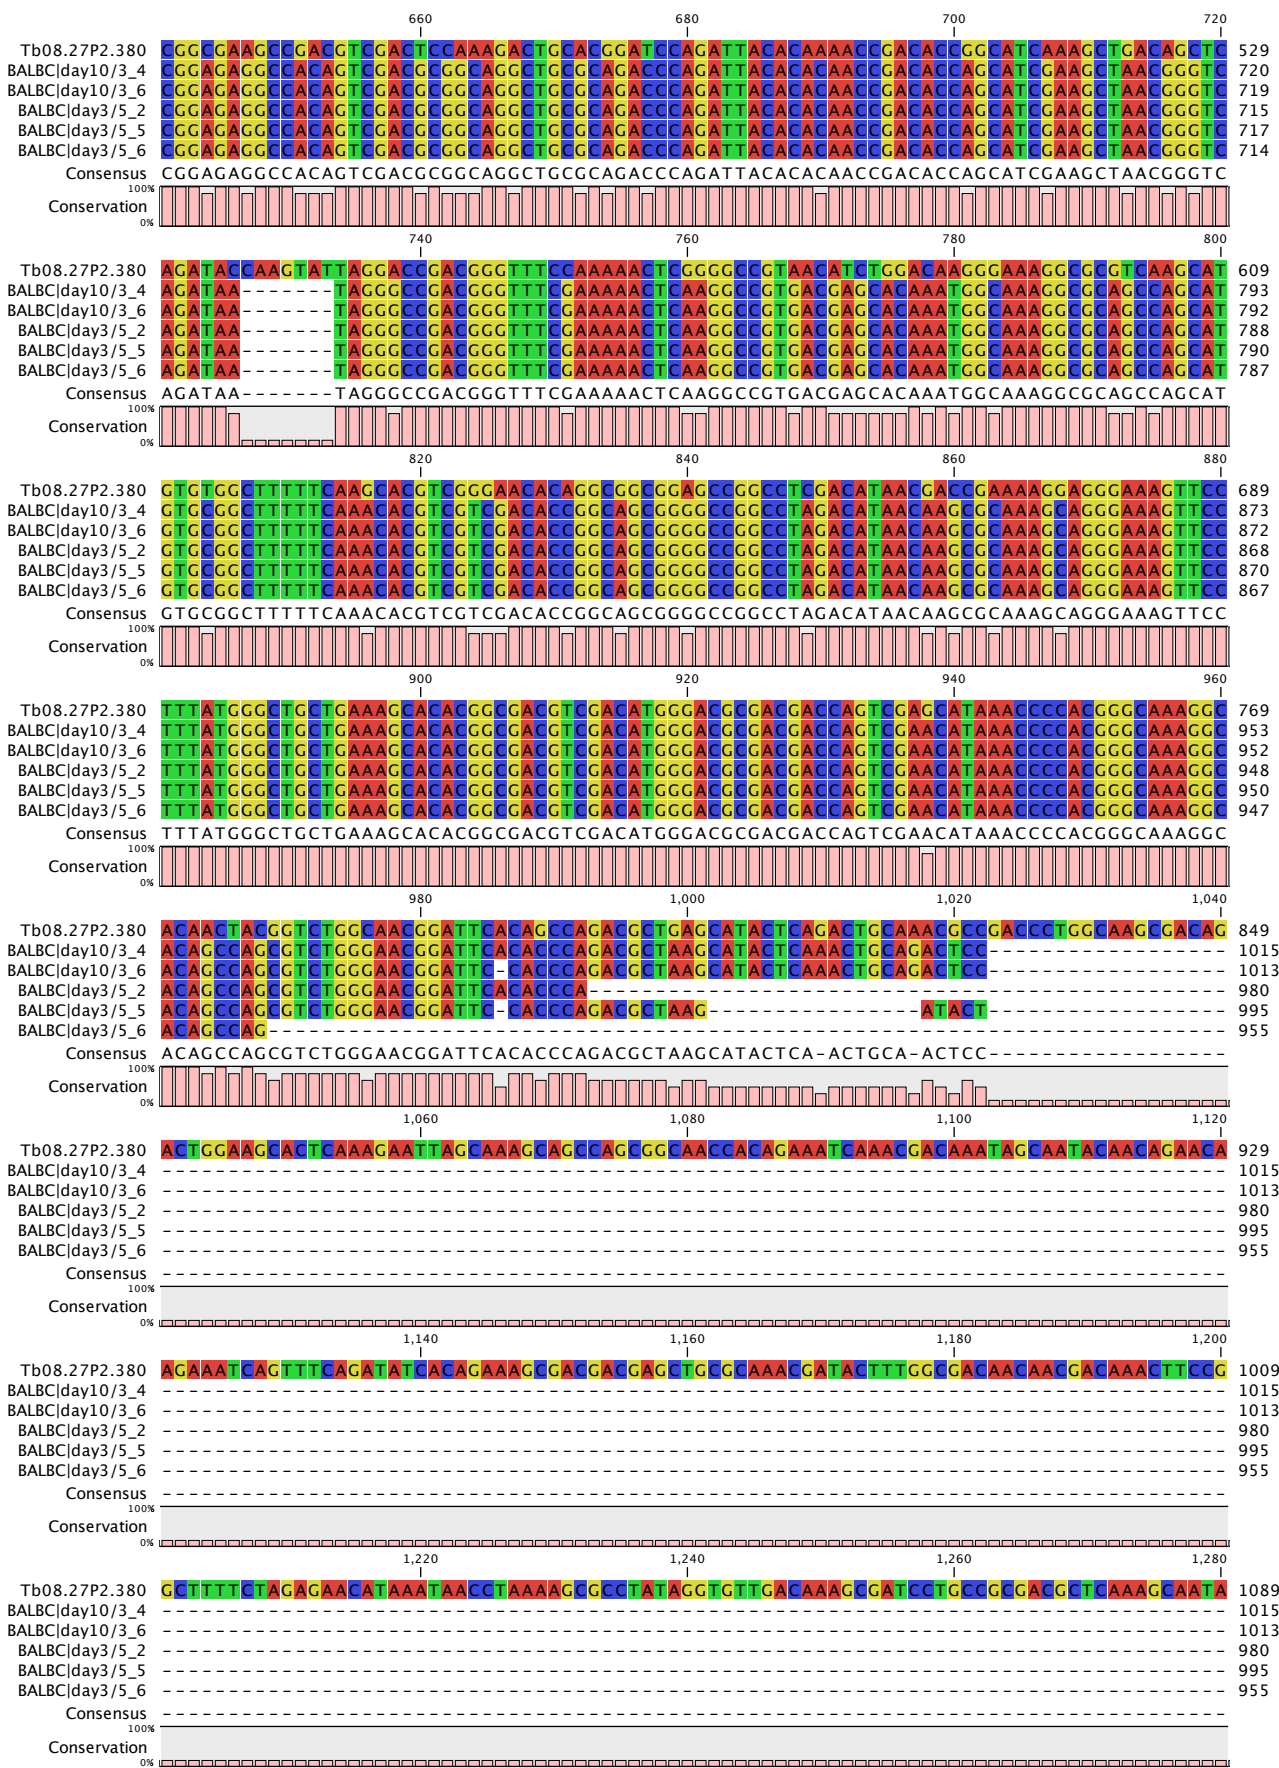 660 680 700 720
Tb08.27P2.380 CGGCGAAGCCGACGTCGACTCCAAAGACTGCACGGATCCAGATTACACAAAACCGACACCGGCATCAAAGCTGACAGCTC 529
BALBC|day10/3_4 CGGAGAGGCCACAGTCGACGCGGCAGGCTGCGCAGACCCAGATTACACACAACCGACACCAGCATCGAAGCTAACGGGTC 720
BALBC|day10/3_6 CGGAGAGGCCACAGTCGACGCGGCAGGCTGCGCAGACCCAGATTACACACAACCGACACCAGCATCGAAGCTAACGGGTC 719
BALBC|day3/5_2 CGGAGAGGCCACAGTCGACGCGGCAGGCTGCGCAGACCCAGATTACACACAACCGACACCAGCATCGAAGCTAACGGGTC 715
BALBC|day3/5_5 CGGAGAGGCCACAGTCGACGCGGCAGGCTGCGCAGACCCAGATTACACACAACCGACACCAGCATCGAAGCTAACGGGTC 717
BALBC|day3/5_6 CGGAGAGGCCACAGTCGACGCGGCAGGCTGCGCAGACCCAGATTACACACAACCGACACCAGCATCGAAGCTAACGGGTC 714
Consensus CGGAGAGGCCACAGTCGACGCGGCAGGCTGCGCAGACCCAGATTACACACAACCGACACCAGCATCGAAGCTAACGGGTC
100%
Conservation
0%
740 760 780 800
Tb08.27P2.380 AGATACCAAGTATTAGGACCGACGGGTTTCCAAAAACTCGGGGCCGTAACATCTGGACAAGGGAAAGGCGCGTCAAGCAT 609
BALBC|day10/3_4 AGATAA-------TAGGGCCGACGGGTTTCGAAAAACTCAAGGCCGTGACGAGCACAAATGGCAAAGGCGCAGCCAGCAT 793
BALBC|day10/3_6 AGATAA-------TAGGGCCGACGGGTTTCGAAAAACTCAAGGCCGTGACGAGCACAAATGGCAAAGGCGCAGCCAGCAT 792
BALBC|day3/5_2 AGATAA-------TAGGGCCGACGGGTTTCGAAAAACTCAAGGCCGTGACGAGCACAAATGGCAAAGGCGCAGCCAGCAT 788
BALBC|day3/5_5 AGATAA-------TAGGGCCGACGGGTTTCGAAAAACTCAAGGCCGTGACGAGCACAAATGGCAAAGGCGCAGCCAGCAT 790
BALBC|day3/5_6 AGATAA-------TAGGGCCGACGGGTTTCGAAAAACTCAAGGCCGTGACGAGCACAAATGGCAAAGGCGCAGCCAGCAT 787
Consensus AGATAA-------TAGGGCCGACGGGTTTCGAAAAACTCAAGGCCGTGACGAGCACAAATGGCAAAGGCGCAGCCAGCAT
100%
Conservation
0%
820 840 860 880
Tb08.27P2.380 GTGTGGCTTTTTCAAGCACGTCGGGAACACAGGCGGCGGAGCCGGCCTCGACATAACGACCGAAAAGGAGGGAAAGTTCC 689
BALBC|day10/3_4 GTGCGGCTTTTTCAAACACGTCGTCGACACCGGCAGCGGGGCCGGCCTAGACATAACAAGCGCAAAGCAGGGAAAGTTCC 873
BALBC|day10/3_6 GTGCGGCTTTTTCAAACACGTCGTCGACACCGGCAGCGGGGCCGGCCTAGACATAACAAGCGCAAAGCAGGGAAAGTTCC 872
BALBC|day3/5_2 GTGCGGCTTTTTCAAACACGTCGTCGACACCGGCAGCGGGGCCGGCCTAGACATAACAAGCGCAAAGCAGGGAAAGTTCC 868
BALBC|day3/5_5 GTGCGGCTTTTTCAAACACGTCGTCGACACCGGCAGCGGGGCCGGCCTAGACATAACAAGCGCAAAGCAGGGAAAGTTCC 870
BALBC|day3/5_6 GTGCGGCTTTTTCAAACACGTCGTCGACACCGGCAGCGGGGCCGGCCTAGACATAACAAGCGCAAAGCAGGGAAAGTTCC 867
Consensus GTGCGGCTTTTTCAAACACGTCGTCGACACCGGCAGCGGGGCCGGCCTAGACATAACAAGCGCAAAGCAGGGAAAGTTCC
100%
Conservation
0%
900 920 940 960
Tb08.27P2.380 TTTATGGGCTGCTGAAAGCACACGGCGACGTCGACATGGGACGCGACGACCAGTCGAGCATAAACCCCACGGGCAAAGGC 769
BALBC|day10/3_4 TTTATGGGCTGCTGAAAGCACACGGCGACGTCGACATGGGACGCGACGACCAGTCGAACATAAACCCCACGGGCAAAGGC 953
BALBC|day10/3_6 TTTATGGGCTGCTGAAAGCACACGGCGACGTCGACATGGGACGCGACGACCAGTCGAACATAAACCCCACGGGCAAAGGC 952
BALBC|day3/5_2 TTTATGGGCTGCTGAAAGCACACGGCGACGTCGACATGGGACGCGACGACCAGTCGAACATAAACCCCACGGGCAAAGGC 948
BALBC|day3/5_5 TTTATGGGCTGCTGAAAGCACACGGCGACGTCGACATGGGACGCGACGACCAGTCGAACATAAACCCCACGGGCAAAGGC 950
BALBC|day3/5_6 TTTATGGGCTGCTGAAAGCACACGGCGACGTCGACATGGGACGCGACGACCAGTCGAACATAAACCCCACGGGCAAAGGC 947
Consensus TTTATGGGCTGCTGAAAGCACACGGCGACGTCGACATGGGACGCGACGACCAGTCGAACATAAACCCCACGGGCAAAGGC
100%
Conservation
0%
980 1,000 1,020 1,040
Tb08.27P2.380 ACAACTACGGTCTGGCAACGGATTCACAGCCAGACGCTGAGCATACTCAGACTGCAAACGCCGACCCTGGCAAGCGACAG 849
BALBC|day10/3_4 ACAGCCAGCGTCTGGGAACGGATTCACACCCAGACGCTAAGCATACTCAAACTGCAGACTCC------------------ 1015
BALBC|day10/3_6 ACAGCCAGCGTCTGGGAACGGATTC-CACCCAGACGCTAAGCATACTCAAACTGCAGACTCC------------------ 1013
BALBC|day3/5_2 ACAGCCAGCGTCTGGGAACGGATTCACACCCA------------------------------------------------ 980
BALBC|day3/5_5 ACAGCCAGCGTCTGGGAACGGATTC-CACCCAGACGCTAAG----------------ATACT------------------ 995
BALBC|day3/5_6 ACAGCCAG------------------------------------------------------------------------ 955
Consensus ACAGCCAGCGTCTGGGAACGGATTCACACCCAGACGCTAAGCATACTCA-ACTGCA-ACTCC------------------
100%
Conservation
0%
1,060 1,080 1,100 1,120
Tb08.27P2.380 ACTGGAAGCACTCAAAGAATTAGCAAAGCAGCCAGCGGCAACCACAGAAATCAAACGACAAATAGCAATACAACAGAACA 929
BALBC|day10/3_4 -------------------------------------------------------------------------------- 1015
BALBC|day10/3_6 -------------------------------------------------------------------------------- 1013
BALBC|day3/5_2 -------------------------------------------------------------------------------- 980
BALBC|day3/5_5 -------------------------------------------------------------------------------- 995
BALBC|day3/5_6 -------------------------------------------------------------------------------- 955
Consensus --------------------------------------------------------------------------------
100%
Conservation
0%
1,140 1,160 1,180 1,200
Tb08.27P2.380 AGAAATCAGTTTCAGATATCACAGAAAGCGACGACGAGCTGCGCAAACGATACTTTGGCGACAACAACGACAAACTTCCG 1009
BALBC|day10/3_4 -------------------------------------------------------------------------------- 1015
BALBC|day10/3_6 -------------------------------------------------------------------------------- 1013
BALBC|day3/5_2 -------------------------------------------------------------------------------- 980
BALBC|day3/5_5 -------------------------------------------------------------------------------- 995
BALBC|day3/5_6 -------------------------------------------------------------------------------- 955
Consensus --------------------------------------------------------------------------------
100%
Conservation
0%
1,220 1,240 1,260 1,280
Tb08.27P2.380 GCTTTTCTAGAGAACATAAATAACCTAAAAGCGCCTATAGGTGTTGACAAAGCGATCCTGCCGCGACGCTCAAAGCAATA 1089
BALBC|day10/3_4 -------------------------------------------------------------------------------- 1015
BALBC|day10/3_6 -------------------------------------------------------------------------------- 1013
BALBC|day3/5_2 -------------------------------------------------------------------------------- 980
BALBC|day3/5_5 -------------------------------------------------------------------------------- 995
BALBC|day3/5_6 -------------------------------------------------------------------------------- 955
Consensus --------------------------------------------------------------------------------
100%
Conservation
0%